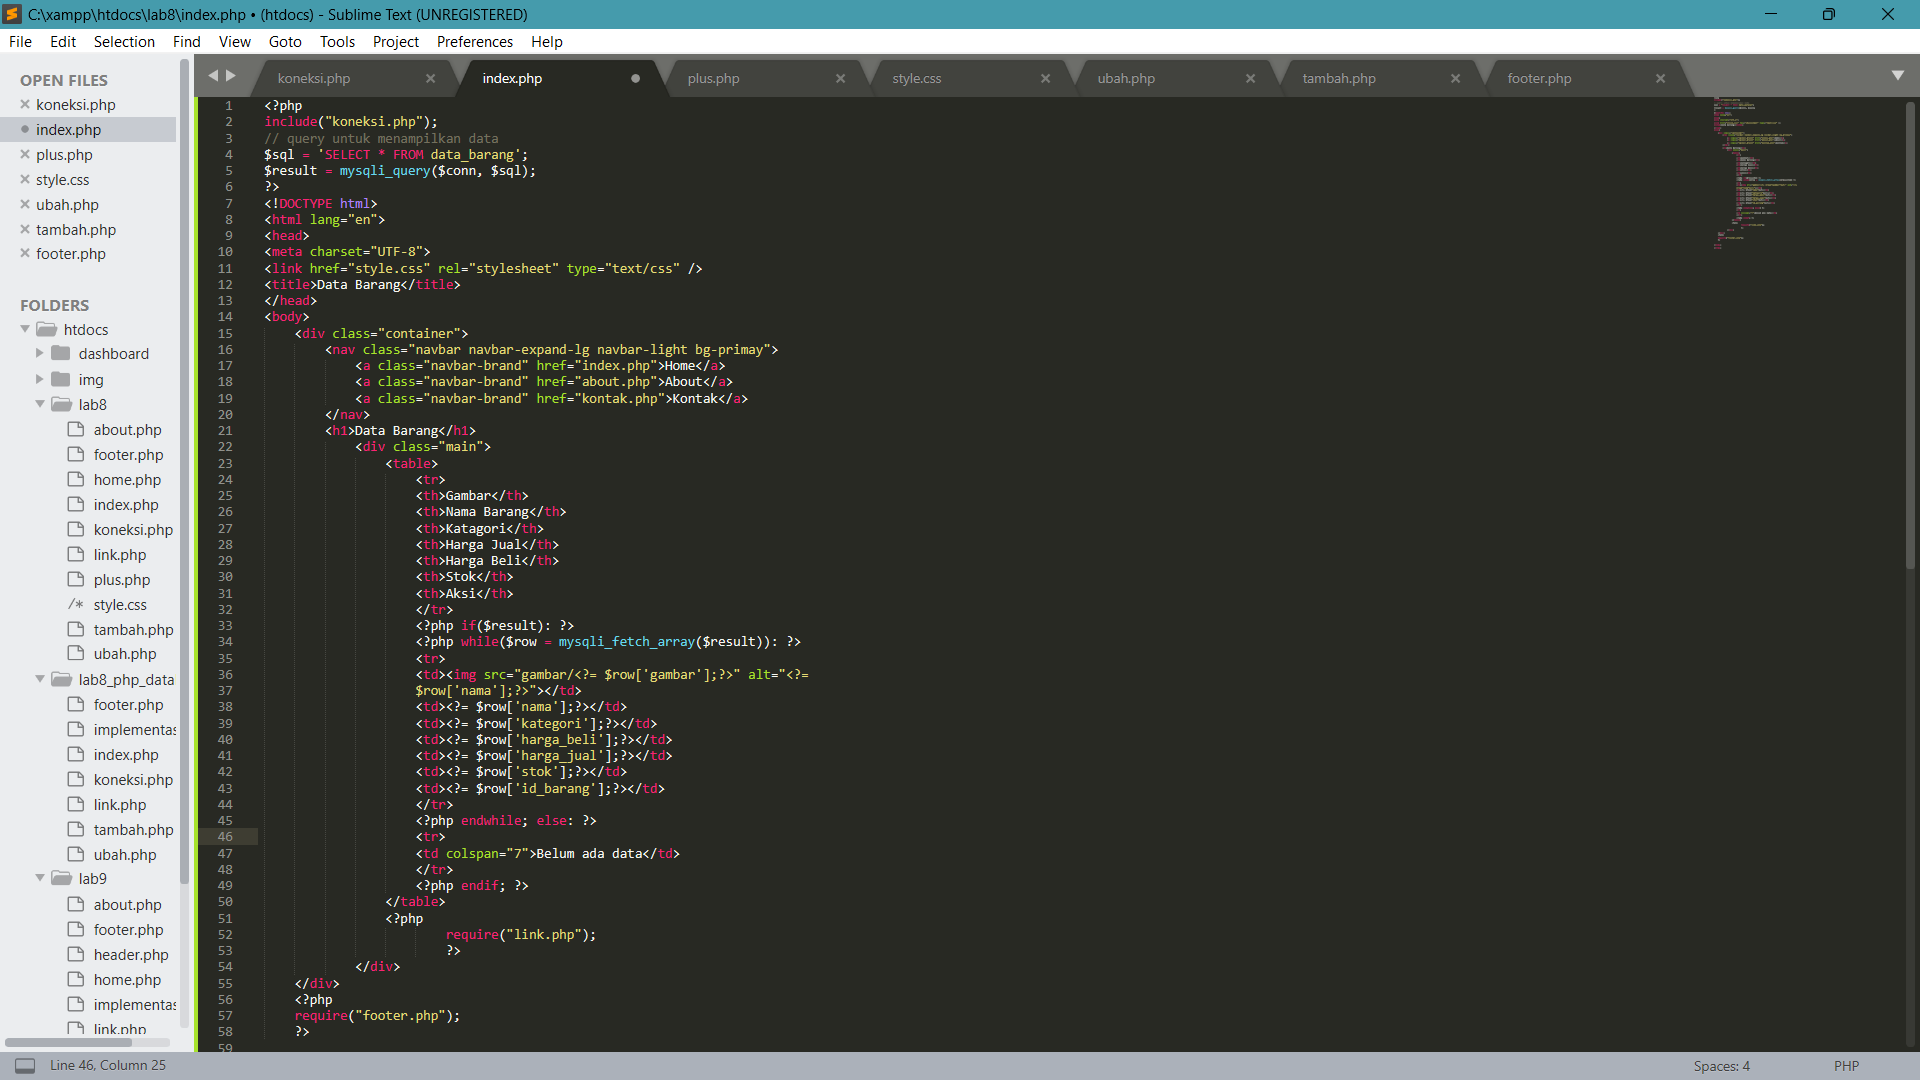 C:\xampp\htdocs\lab8\index.php • (htdocs) - Sublime Text (UNREGISTERED)
File Edit Selection Find View Goto Tools Project Preferences Help
OPEN FILES
koneksi.php
index.php
plus.php
style.css
ubah.php
tambah.php
footer.php
FOLDERS
htdocs
dashboard
img
lab8
about.php
footer.php
home.php
index.php
koneksi.php
link.php
plus.php
/* style.css
tambah.php
ubah.php
lab8_php_data
footer.php
implementas
index.php
koneksi.php
link.php
tambah.php
ubah.php
lab9
about.php
footer.php
header.php
home.php
implementas
link.php
koneksi.php index.php plus.php style.css ubah.php tambah.php footer.php
1 <?php
2 include("koneksi.php");
3 // query untuk menampilkan data
4 $sql = 'SELECT * FROM data_barang';
5 $result = mysqli_query($conn, $sql);
6 ?>
7 <!DOCTYPE html>
8 <html lang="en">
9 <head>
10 <meta charset="UTF-8">
11 <link href="style.css" rel="stylesheet" type="text/css" />
12 <title>Data Barang</title>
13 </head>
14 <body>
15 <div class="container">
16 <nav class="navbar navbar-expand-lg navbar-light bg-primay">
17 <a class="navbar-brand" href="index.php">Home</a>
18 <a class="navbar-brand" href="about.php">About</a>
19 <a class="navbar-brand" href="kontak.php">Kontak</a>
20 </nav>
21 <h1>Data Barang</h1>
22 <div class="main">
23 <table>
24 <tr>
25 <th>Gambar</th>
26 <th>Nama Barang</th>
27 <th>Katagori</th>
28 <th>Harga Jual</th>
29 <th>Harga Beli</th>
30 <th>Stok</th>
31 <th>Aksi</th>
32 </tr>
33 <?php if($result): ?>
34 <?php while($row = mysqli_fetch_array($result)): ?>
35 <tr>
36 <td><img src="gambar/<?= $row['gambar'];?>" alt="<?=
37 $row['nama'];?>"></td>
38 <td><?= $row['nama'];?></td>
39 <td><?= $row['kategori'];?></td>
40 <td><?= $row['harga_beli'];?></td>
41 <td><?= $row['harga_jual'];?></td>
42 <td><?= $row['stok'];?></td>
43 <td><?= $row['id_barang'];?></td>
44 </tr>
45 <?php endwhile; else: ?>
46 <tr>
47 <td colspan="7">Belum ada data</td>
48 </tr>
49 <?php endif; ?>
50 </table>
51 <?php
52 require("link.php");
53 ?>
54 </div>
55 </div>
56 <?php
57 require("footer.php");
58 ?>
59
Line 46, Column 25 Spaces: 4 PHP